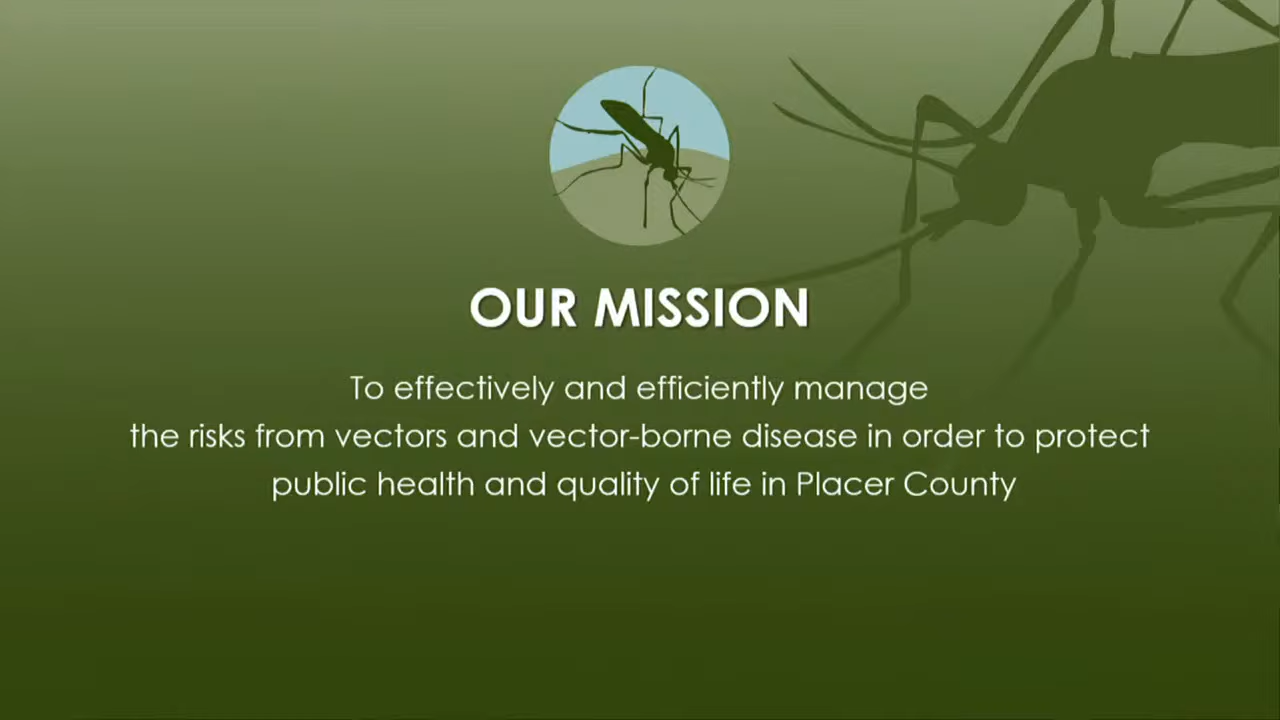 OUR MISSION
To effectively and efficiently manage
the risks from vectors and vector-borne disease in order to protect
public health and quality of life in Placer County